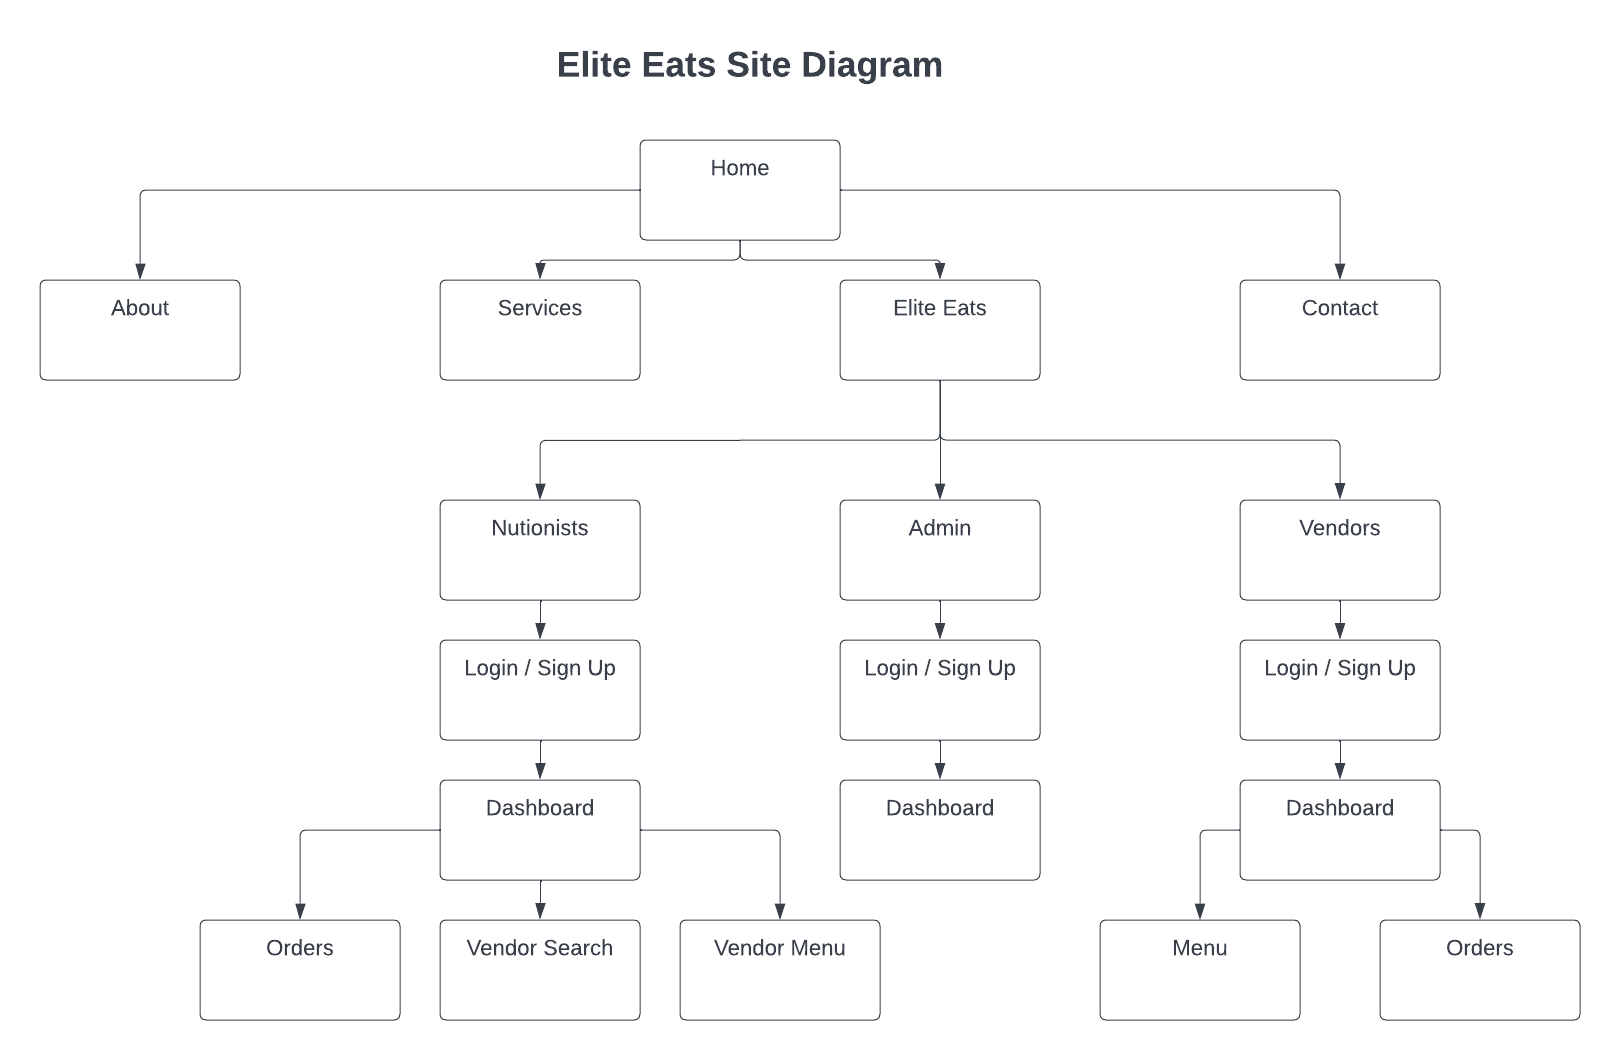 Elite Eats Site Diagram
Home
About
Services
Elite Eats
Contact
Nutionists
Admin
Vendors
Login / Sign Up
Login / Sign Up
Login / Sign Up
Dashboard
Dashboard
Dashboard
Orders
Vendor Search
Vendor Menu
Menu
Orders